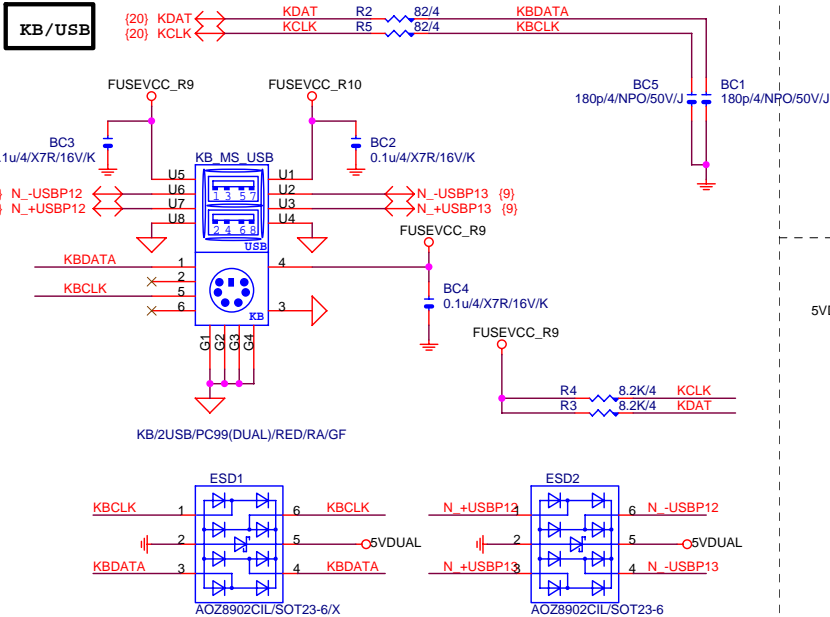 KB/USB
{20} KDAT KDAT R2 82/4 KBDATA
{20} KCLK KCLK R5 82/4 KBCLK
FUSEVCC_R9 FUSEVCC_R10
BC5 BC1
180p/4/NPO/50V/J 180p/4/NPO/50V/J
BC3 BC2
.1u/4/X7R/16V/K KB_MS_USB 0.1u/4/X7R/16V/K
U5 U1
1 3 5 7
} N_-USBP12 U6 U2 N_-USBP13 {9}
} N_+USBP12 U7 U3 N_+USBP13 {9}
U8 2 4 6 8 U4
USB
FUSEVCC_R9
KBDATA 1 4
2
KBCLK 5 BC4
0.1u/4/X7R/16V/K
6 KB 3
G1 G2 G3 G4
FUSEVCC_R9
R4 8.2K/4 KCLK
R3 8.2K/4 KDAT
KB/2USB/PC99(DUAL)/RED/RA/GF
ESD1 ESD2
KBCLK 1 6 KBCLK N_+USBP12 1 6 N_-USBP12
2 5 5VDUAL 2 5 5VDUAL
KBDATA 3 4 KBDATA N_+USBP13 3 4 N_-USBP13
AOZ8902CIL/SOT23-6/X AOZ8902CIL/SOT23-6